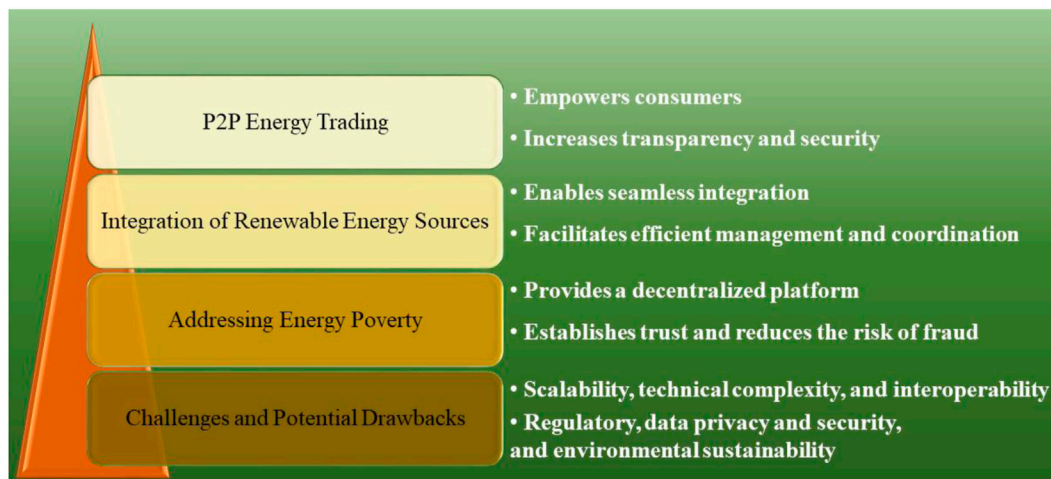 P2P Energy Trading
• Empowers consumers
• Increases transparency and security
Integration of Renewable Energy Sources
• Enables seamless integration
• Facilitates efficient management and coordination
Addressing Energy Poverty
• Provides a decentralized platform
• Establishes trust and reduces the risk of fraud
Challenges and Potential Drawbacks
• Scalability, technical complexity, and interoperability
• Regulatory, data privacy and security,
and environmental sustainability